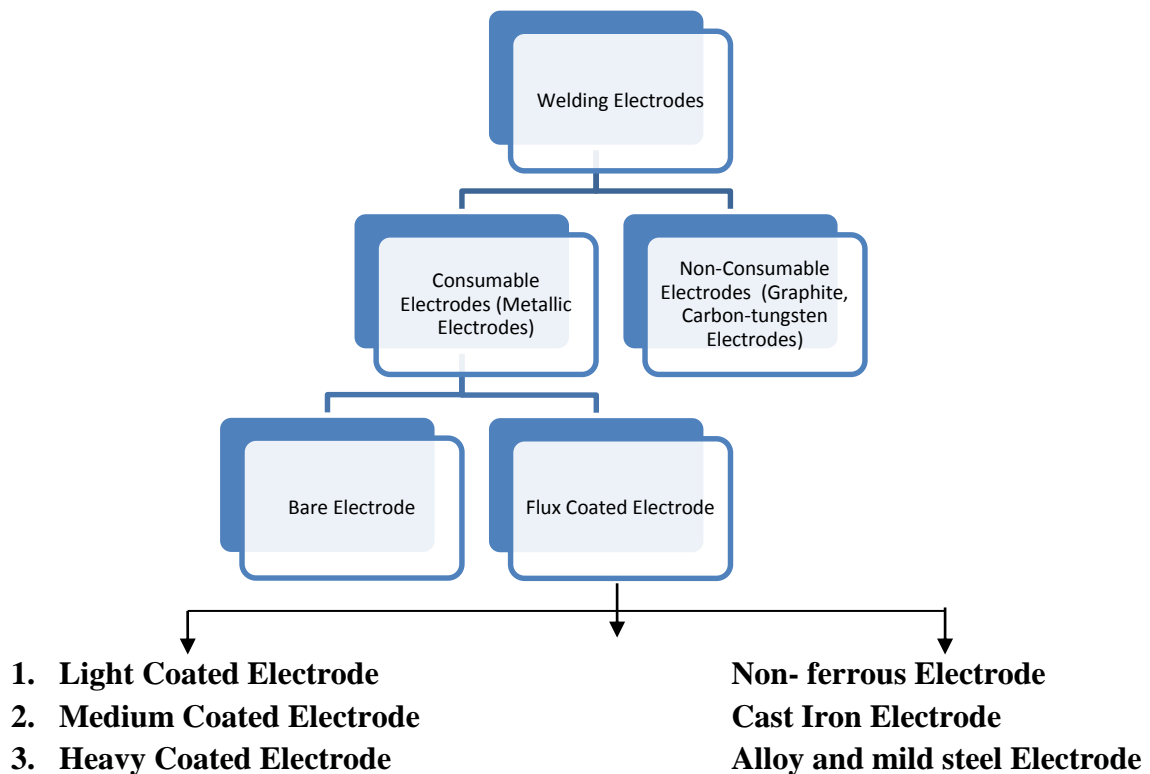 Welding Electrodes
Consumable
Electrodes (Metallic
Electrodes)
Non-Consumable
Electrodes (Graphite,
Carbon-tungsten
Electrodes)
Bare Electrode
Flux Coated Electrode
1. Light Coated Electrode
2. Medium Coated Electrode
3. Heavy Coated Electrode
Non- ferrous Electrode
Cast Iron Electrode
Alloy and mild steel Electrode